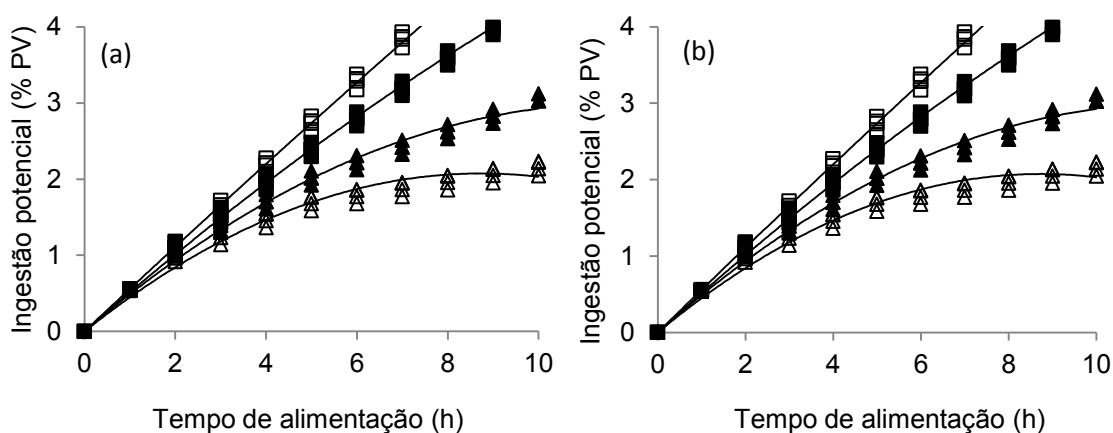 (a)
Ingestão potencial (% PV)
4
3
2
1
0
0 2 4 6 8 10
Tempo de alimentação (h)
(b)
Ingestão potencial (% PV)
4
3
2
1
0
0 2 4 6 8 10
Tempo de alimentação (h)